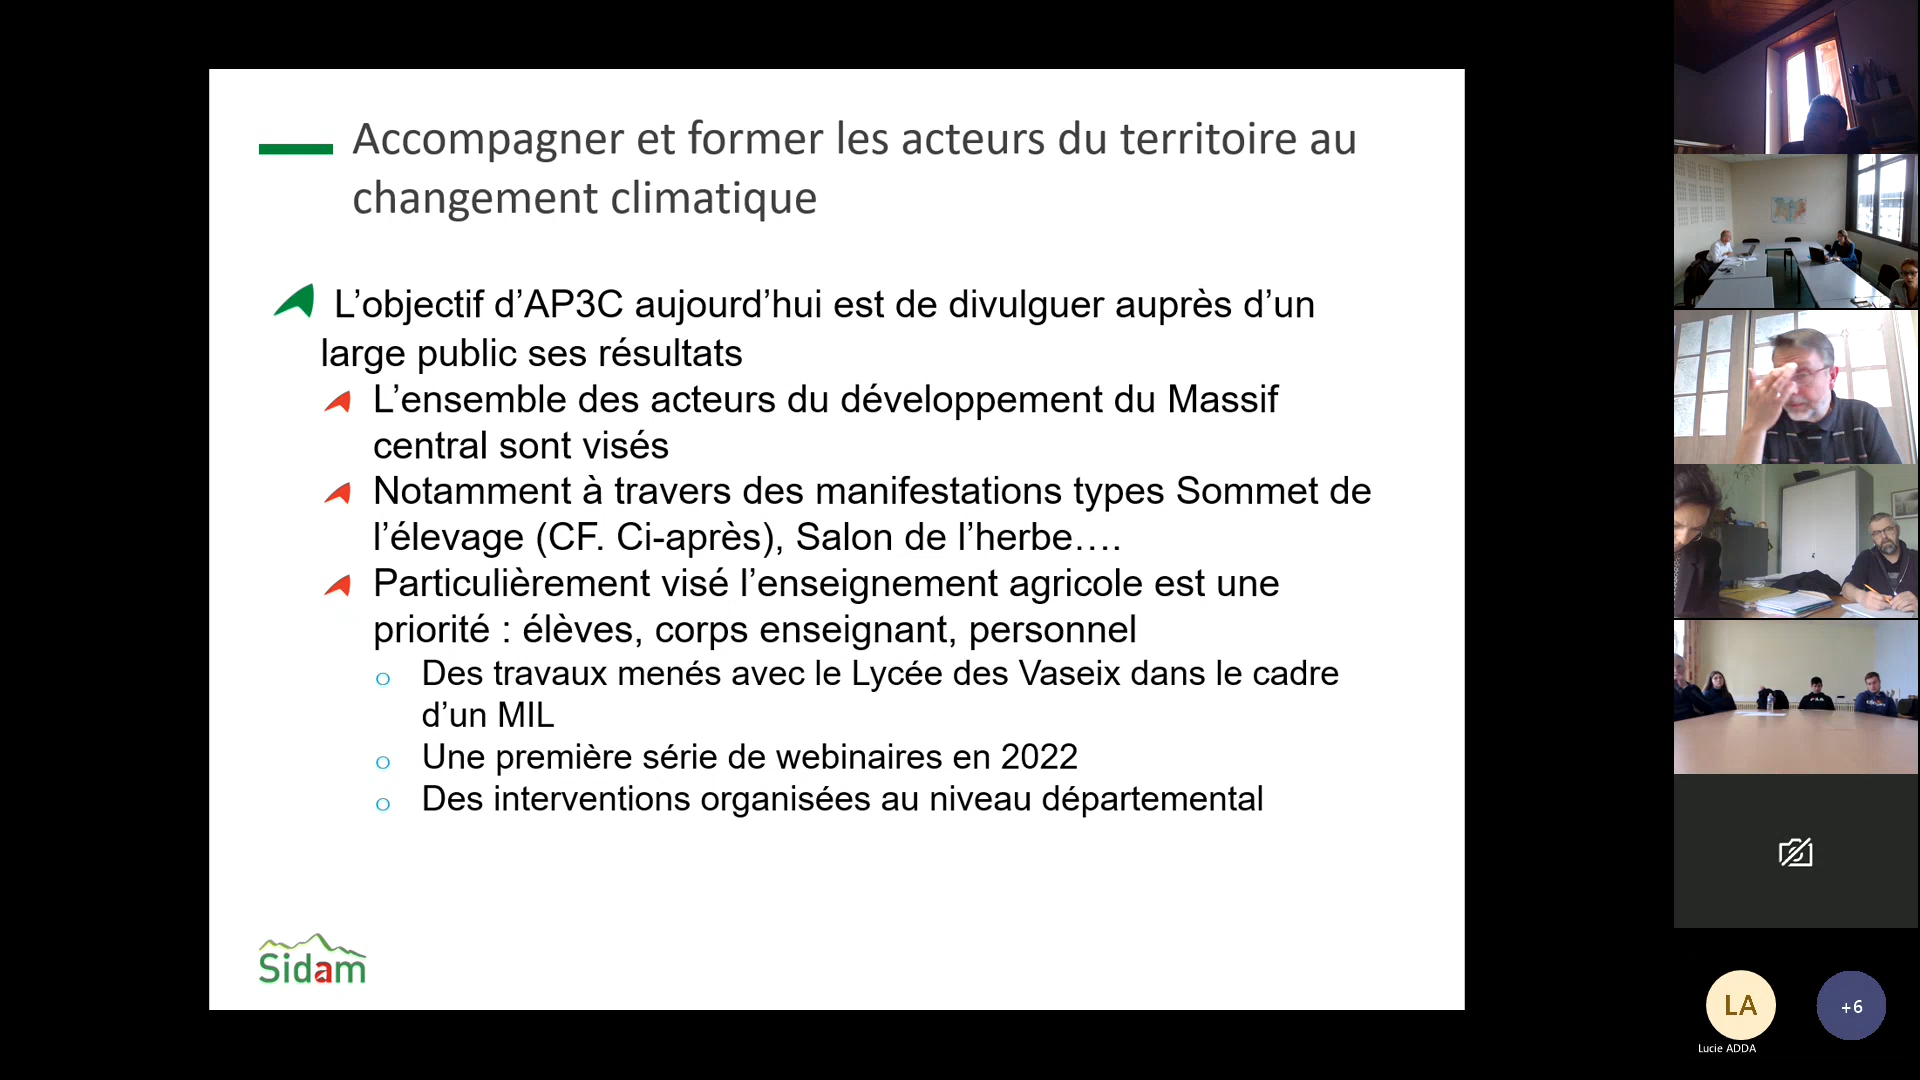 Accompagner et former les acteurs du territoire au
changement climatique
L’objectif d’AP3C aujourd’hui est de divulguer auprès d’un
large public ses résultats
L’ensemble des acteurs du développement du Massif
central sont visés
Notamment à travers des manifestations types Sommet de
l’élevage (CF. Ci-après), Salon de l’herbe….
Particulièrement visé l’enseignement agricole est une
priorité : élèves, corps enseignant, personnel
o Des travaux menés avec le Lycée des Vaseix dans le cadre
d’un MIL
o Une première série de webinaires en 2022
o Des interventions organisées au niveau départemental
Sidam
LA
+6
Lucie ADDA